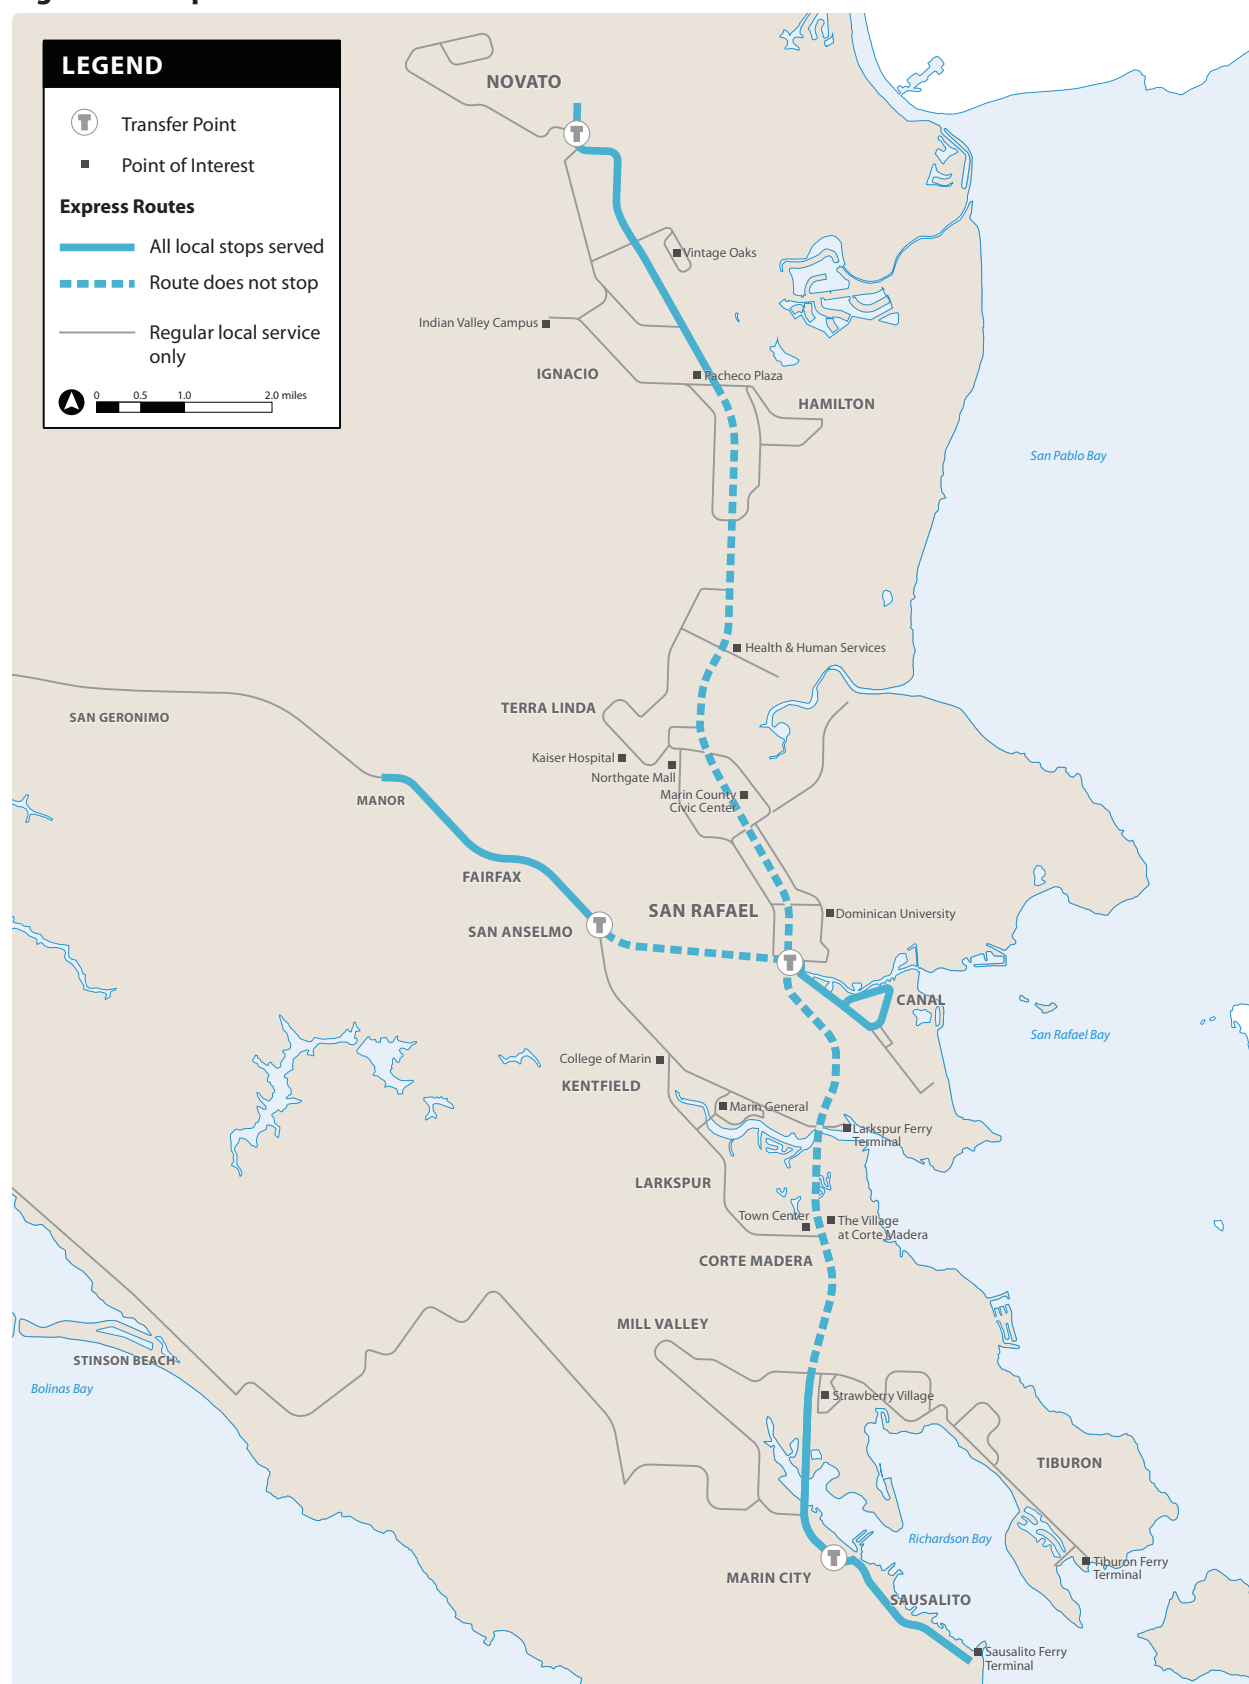 LEGEND
Transfer Point
Point of Interest
Express Routes
All local stops served
Route does not stop
Regular local service
only
0 0.5 1.0 2.0 miles
NOVATO
Vintage Oaks
Indian Valley Campus
IGNACIO
Pacheco Plaza
HAMILTON
San Pablo Bay
Health & Human Services
TERRA LINDA
SAN GERONIMO
Kaiser Hospital
Northgate Mall
MANOR
Marin County
Civic Center
FAIRFAX
SAN RAFAEL
Dominican University
SAN ANSELMO
CANAL
San Rafael Bay
College of Marin
KENTFIELD
Marin General
Larkspur Ferry
Terminal
LARKSPUR
Town Center
The Village
at Corte Madera
CORTE MADERA
MILL VALLEY
STINSON BEACH
Bolinas Bay
Strawberry Village
TIBURON
Richardson Bay
Tiburon Ferry
Terminal
MARIN CITY
SAUSALITO
Sausalito Ferry
Terminal